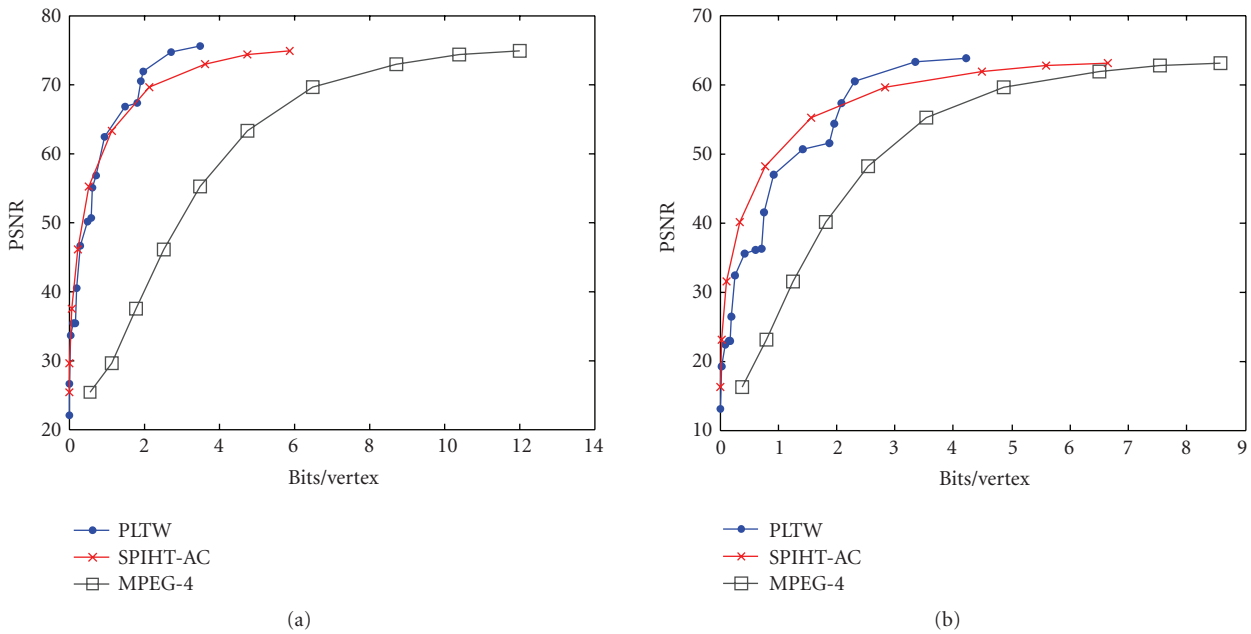 80
70
60
50
40
30
20
PSNR
0 2 4 6 8 10 12 14
Bits/vertex
PLTW
SPIHT-AC
MPEG-4
(a)
80
70
60
50
40
30
20
10
PSNR
0 1 2 3 4 5 6 7 8 9
Bits/vertex
PLTW
SPIHT-AC
MPEG-4
(b)